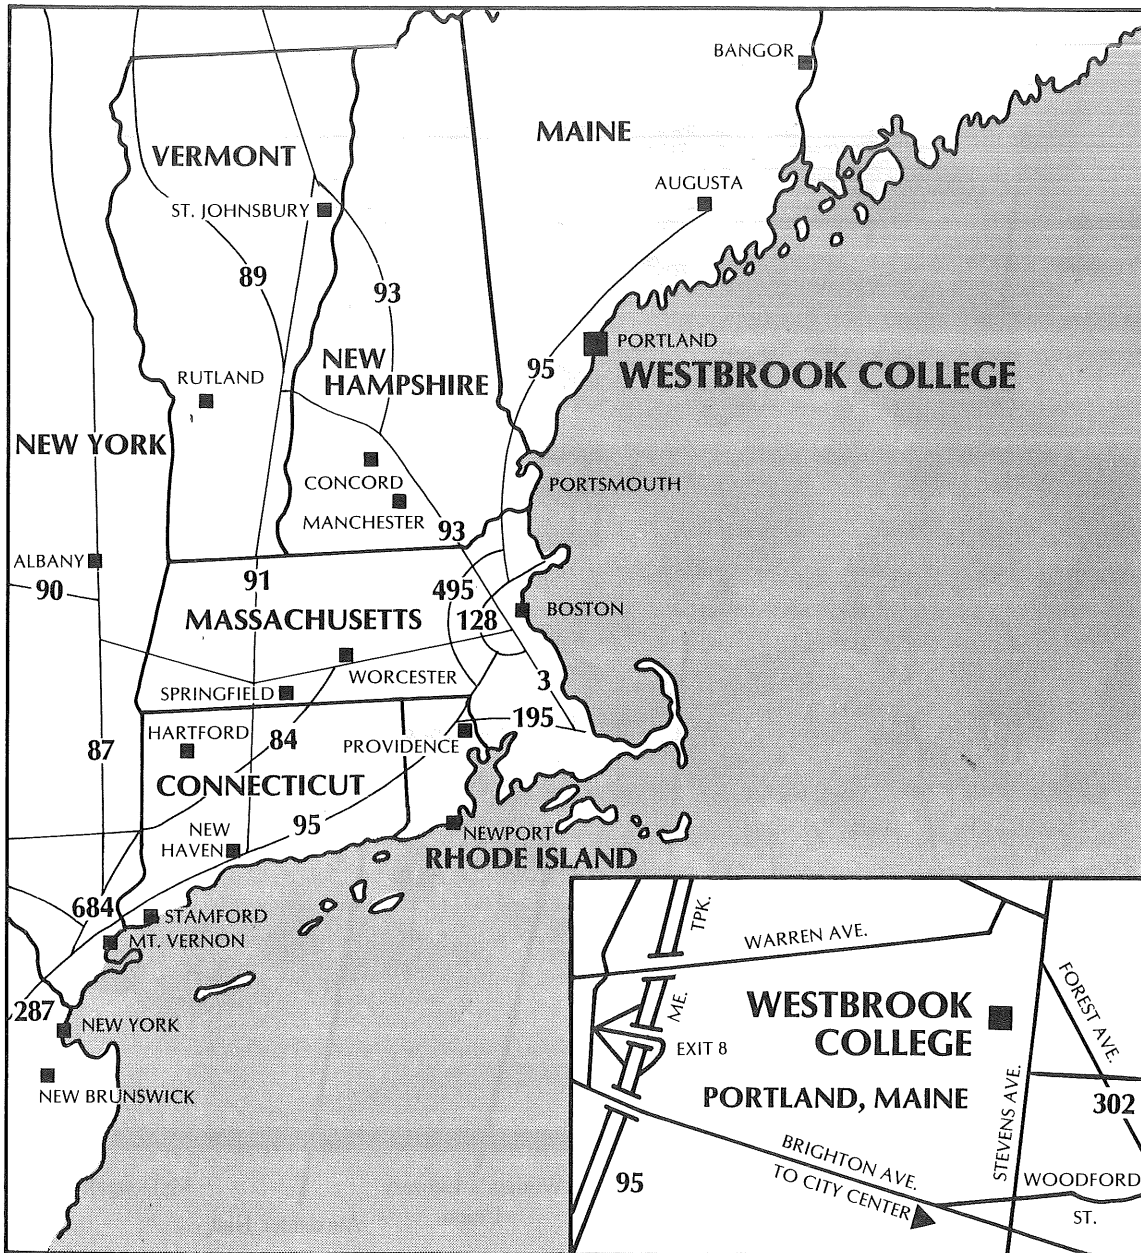 BANGOR
MAINE
VERMONT
AUGUSTA
ST. JOHNSBURY
89
93
PORTLAND
WESTBROOK COLLEGE
95
NEW
HAMPSHIRE
RUTLAND
NEW YORK
CONCORD
PORTSMOUTH
MANCHESTER
93
ALBANY
90
91
495
MASSACHUSETTS
128
BOSTON
WORCESTER
SPRINGFIELD
3
195
HARTFORD
84
PROVIDENCE
87
CONNECTICUT
95
NEW
HAVEN
NEWPORT
RHODE ISLAND
684
STAMFORD
MT. VERNON
287
NEW YORK
NEW BRUNSWICK
TPK.
WARREN AVE.
FOREST AVE.
ME.
WESTBROOK
COLLEGE
EXIT 8
PORTLAND, MAINE
302
STEVENS AVE.
BRIGHTON AVE.
TO CITY CENTER
95
WOODFORD
ST.